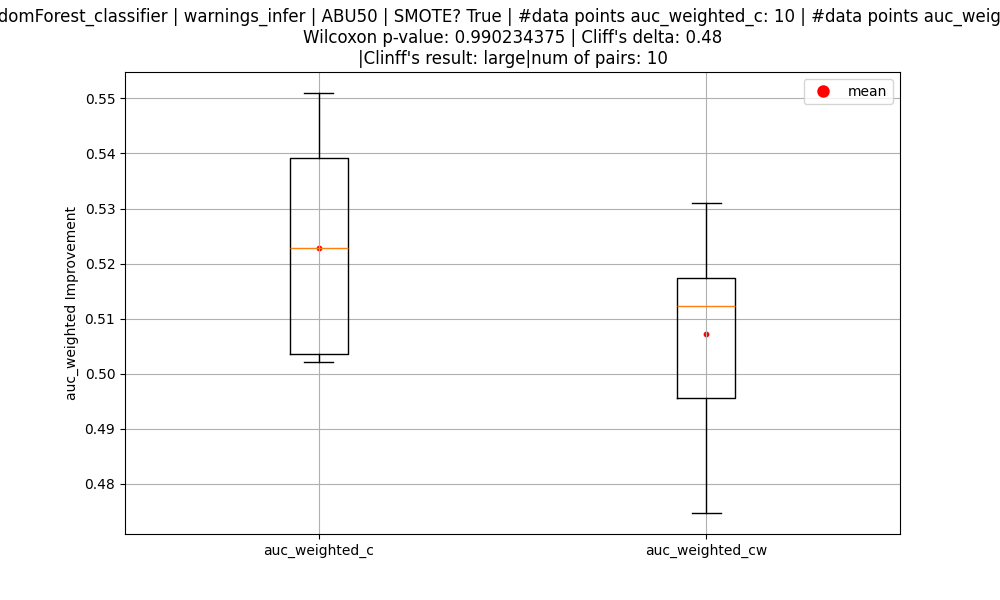 domForest_classifier | warnings_infer | ABU50 | SMOTE? True | #data points auc_weighted_c: 10 | #data points auc_weig
Wilcoxon p-value: 0.990234375 | Cliff's delta: 0.48
|Clinff's result: large|num of pairs: 10
mean
0.55
0.54
0.53
0.52
0.51
0.50
0.49
0.48
auc_weighted Improvement
auc_weighted_c
auc_weighted_cw